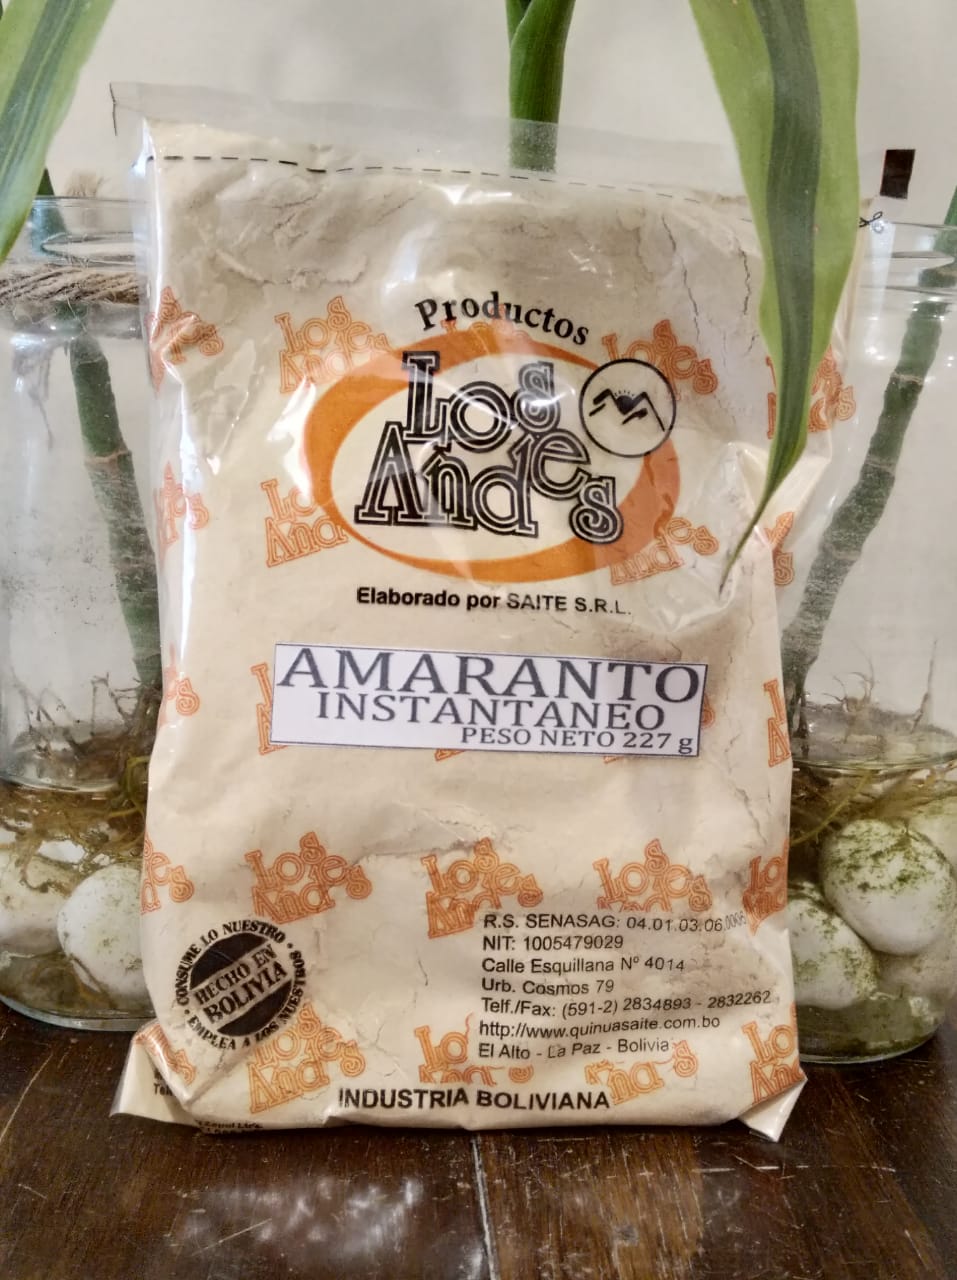 Productos
Los
Andes
Elaborado por SAITE S.R.L.
AMARANTO
INSTANTANEO
PESO NETO 227 g
R.S. SENASAG: 04.01.03.06.0006
NIT: 1005479029
Calle Esquillana Nº 4014
Urb. Cosmos 79
Telf./Fax: (591-2) 2834893 - 2832262
http://www.quinuasaite.com.bo
El Alto - La Paz - Bolivia
CONSUME LO NUESTRO
HECHO EN
BOLIVIA
EMPLEA A LOS NUESTROS
INDUSTRIA BOLIVIANA